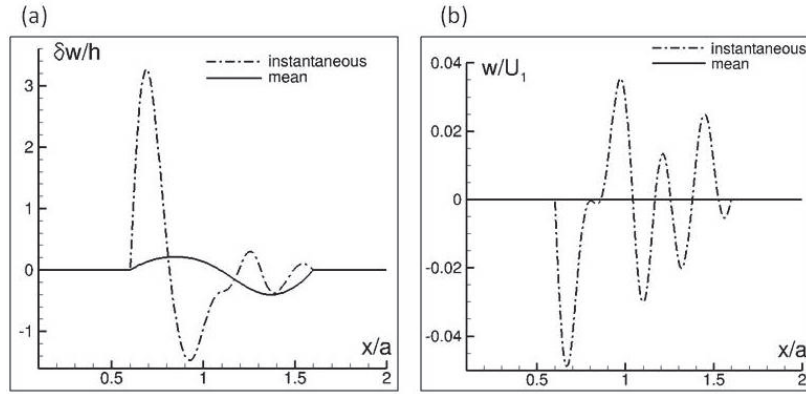 (a)
δw/h
instantaneous
mean
3
2
1
0
-1
0.5
1
1.5
2
x/a
(b)
w/U₁
instantaneous
mean
0.04
0.02
0
-0.02
-0.04
0.5
1
1.5
2
x/a